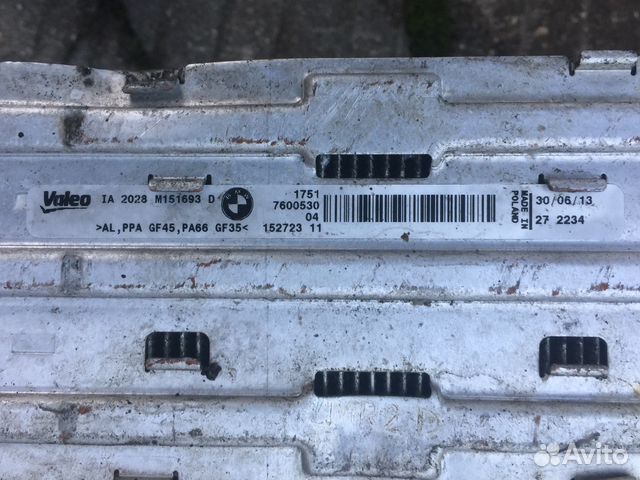 Valeo IA 2028 M151693 D
>AL,PPA GF45,PA66 GF35<
BMW
1751
7600530
04
152723 11
MADE IN
POLAND
30/06/13
27 2234
Avito